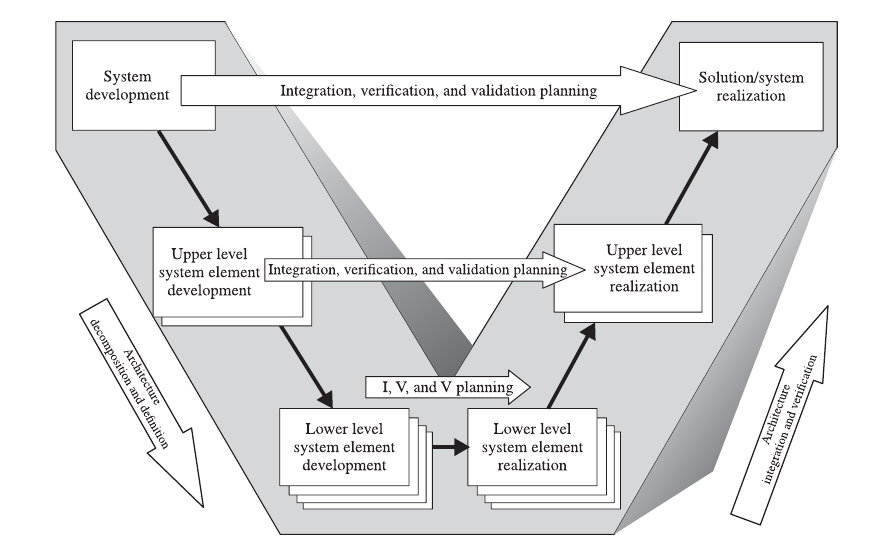 System
development
Integration, verification, and validation planning
Solution/system
realization
Upper level
system element
development
Integration, verification, and validation planning
Upper level
system element
realization
Architecture
decomposition and definition
I, V, and V planning
Architecture
integration and verification
Lower level
system element
development
Lower level
system element
realization